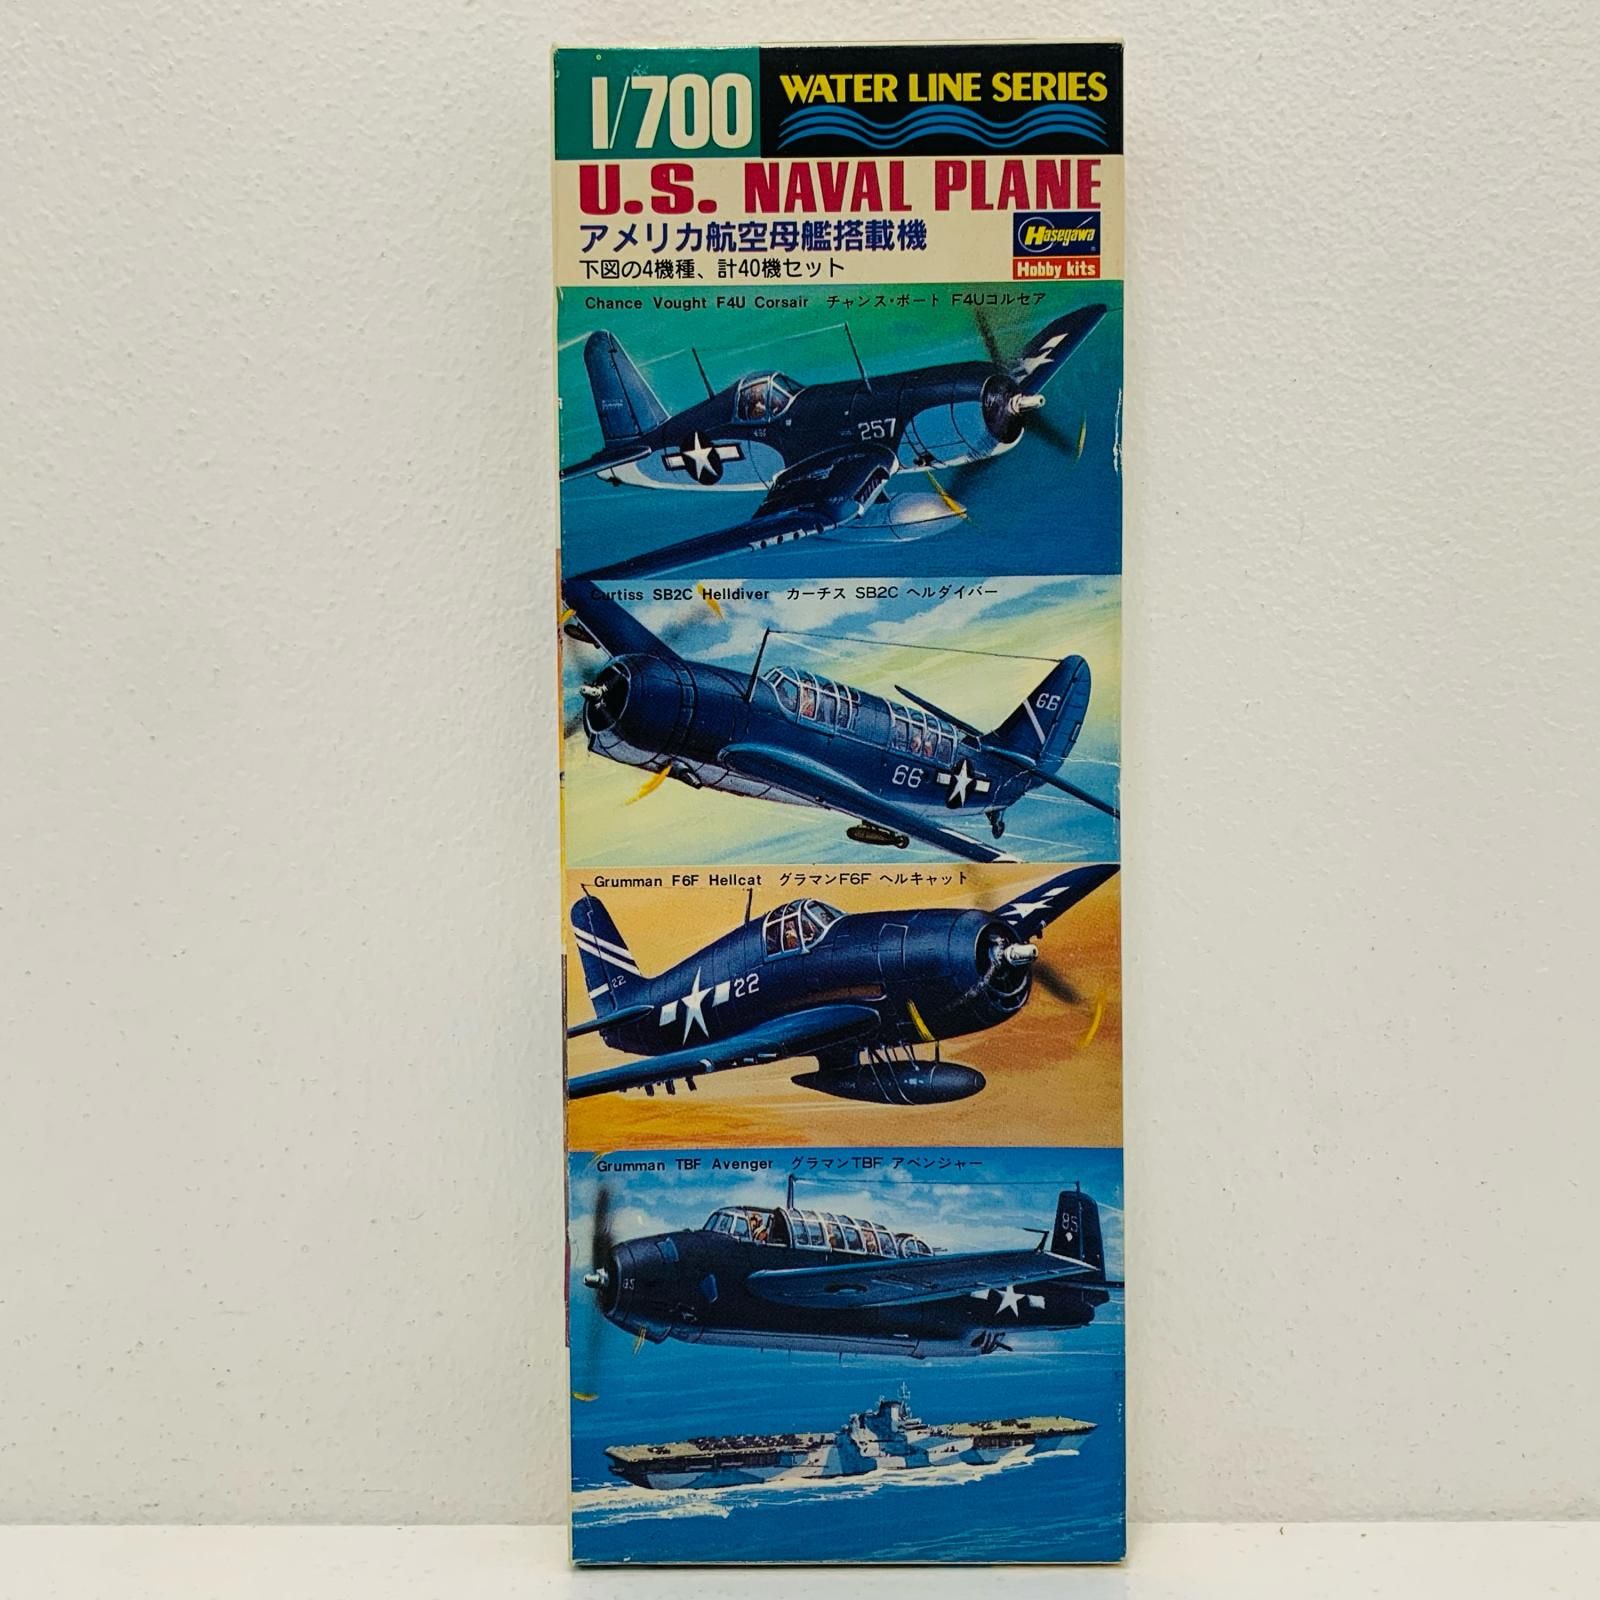 1/700
WATER LINE SERIES
U.S. NAVAL PLANE
アメリカ航空母艦搭載機
下図の4機種、計40機セット
Hasegawa
Hobby kits
Chance Vought F4U Corsair チャンス・ボート F4Uコルセア
257
Curtiss SB2C Helldiver カーチス SB2C ヘルダイバー
66
66
Grumman F6F Hellcat グラマンF6F ヘルキャット
22
22
Grumman TBF Avenger グラマンTBF アベンジャー
85
85